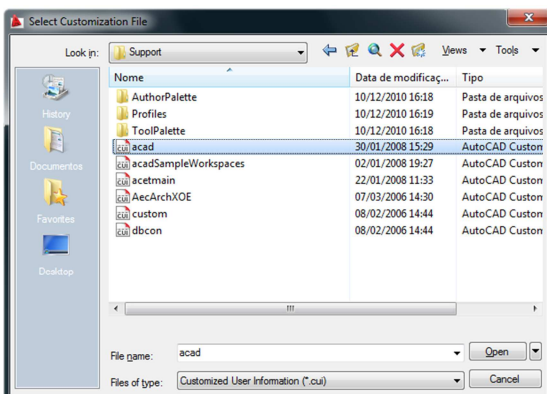 Select Customization File
Look in: Support Views Tools
Nome Data de modificaç... Tipo
AuthorPalette 10/12/2010 16:18 Pasta de arquivos
Profiles 10/12/2010 16:19 Pasta de arquivos
ToolPalette 10/12/2010 16:18 Pasta de arquivos
acad 30/01/2008 15:29 AutoCAD Custom
acadSampleWorkspaces 02/01/2008 19:27 AutoCAD Custom
acetmain 22/01/2008 11:33 AutoCAD Custom
AecArchXOE 07/03/2006 14:30 AutoCAD Custom
custom 08/02/2006 14:44 AutoCAD Custom
dbcon 08/02/2006 14:44 AutoCAD Custom
History
Documentos
Favorites
Desktop
File name: acad Open
Files of type: Customized User Information (*.cui) Cancel